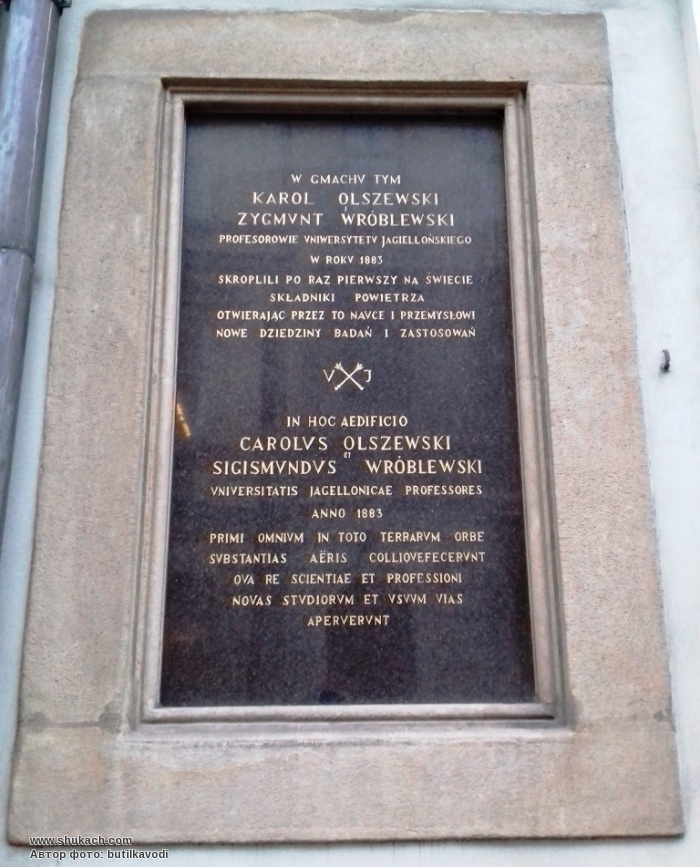 W GMACHV TYM
KAROL OLSZEWSKI
I
ZYGMVNT WRÓBLEWSKI
PROFESOROWIE VNIWERSYTETV JAGIELLOŃSKIEGO
W ROKV 1883
SKROPLILI PO RAZ PIERWSZY NA ŚWIECIE
SKŁADNIKI POWIETRZA
OTWIERAJĄC PRZEZ TO NAVCE I PRZEMYSŁOWI
NOWE DZIEDZINY BADAŃ I ZASTOSOWAŃ
V J
IN HOC AEDIFICIO
CAROLVS OLSZEWSKI
ET
SIGISMVNDVS WRÓBLEWSKI
VNIVERSITATIS JAGELLONICAE PROFESSORES
ANNO 1883
PRIMI OMNIVM IN TOTO TERRARVM ORBE
SVBSTANTIAS AËRIS COLLIQVEFECERVNT
QVA RE SCIENTIAE ET PROFESSIONI
NOVAS STVDIORVM ET VSVVM VIAS
APERVERVNT
www.shukach.com
Автор фото: butilkavodi